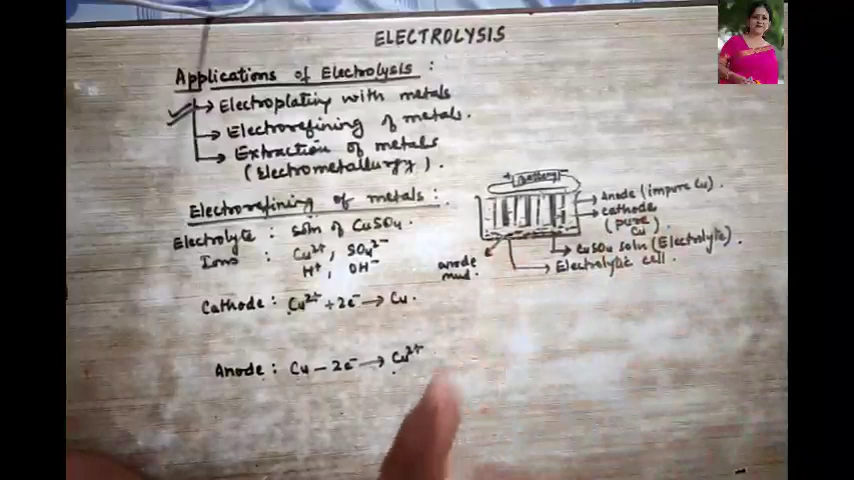 ELECTROLYSIS
Applications of Electrolysis :
Electroplating with metals
Electrorefining of metals.
Extraction of metals
(Electrometallurgy).
Electrorefining of metals :
Electrolyte : soln of CuSO₄.
Ions : Cu²⁺, SO₄²⁻
H⁺, OH⁻
Cathode : Cu²⁺ + 2e⁻ → Cu.
Anode : Cu − 2e⁻ → Cu²⁺
+ Battery −
Anode (impure Cu).
cathode
(pure
Cu).
CuSO₄ soln (Electrolyte).
Electrolytic cell.
anode
mud.